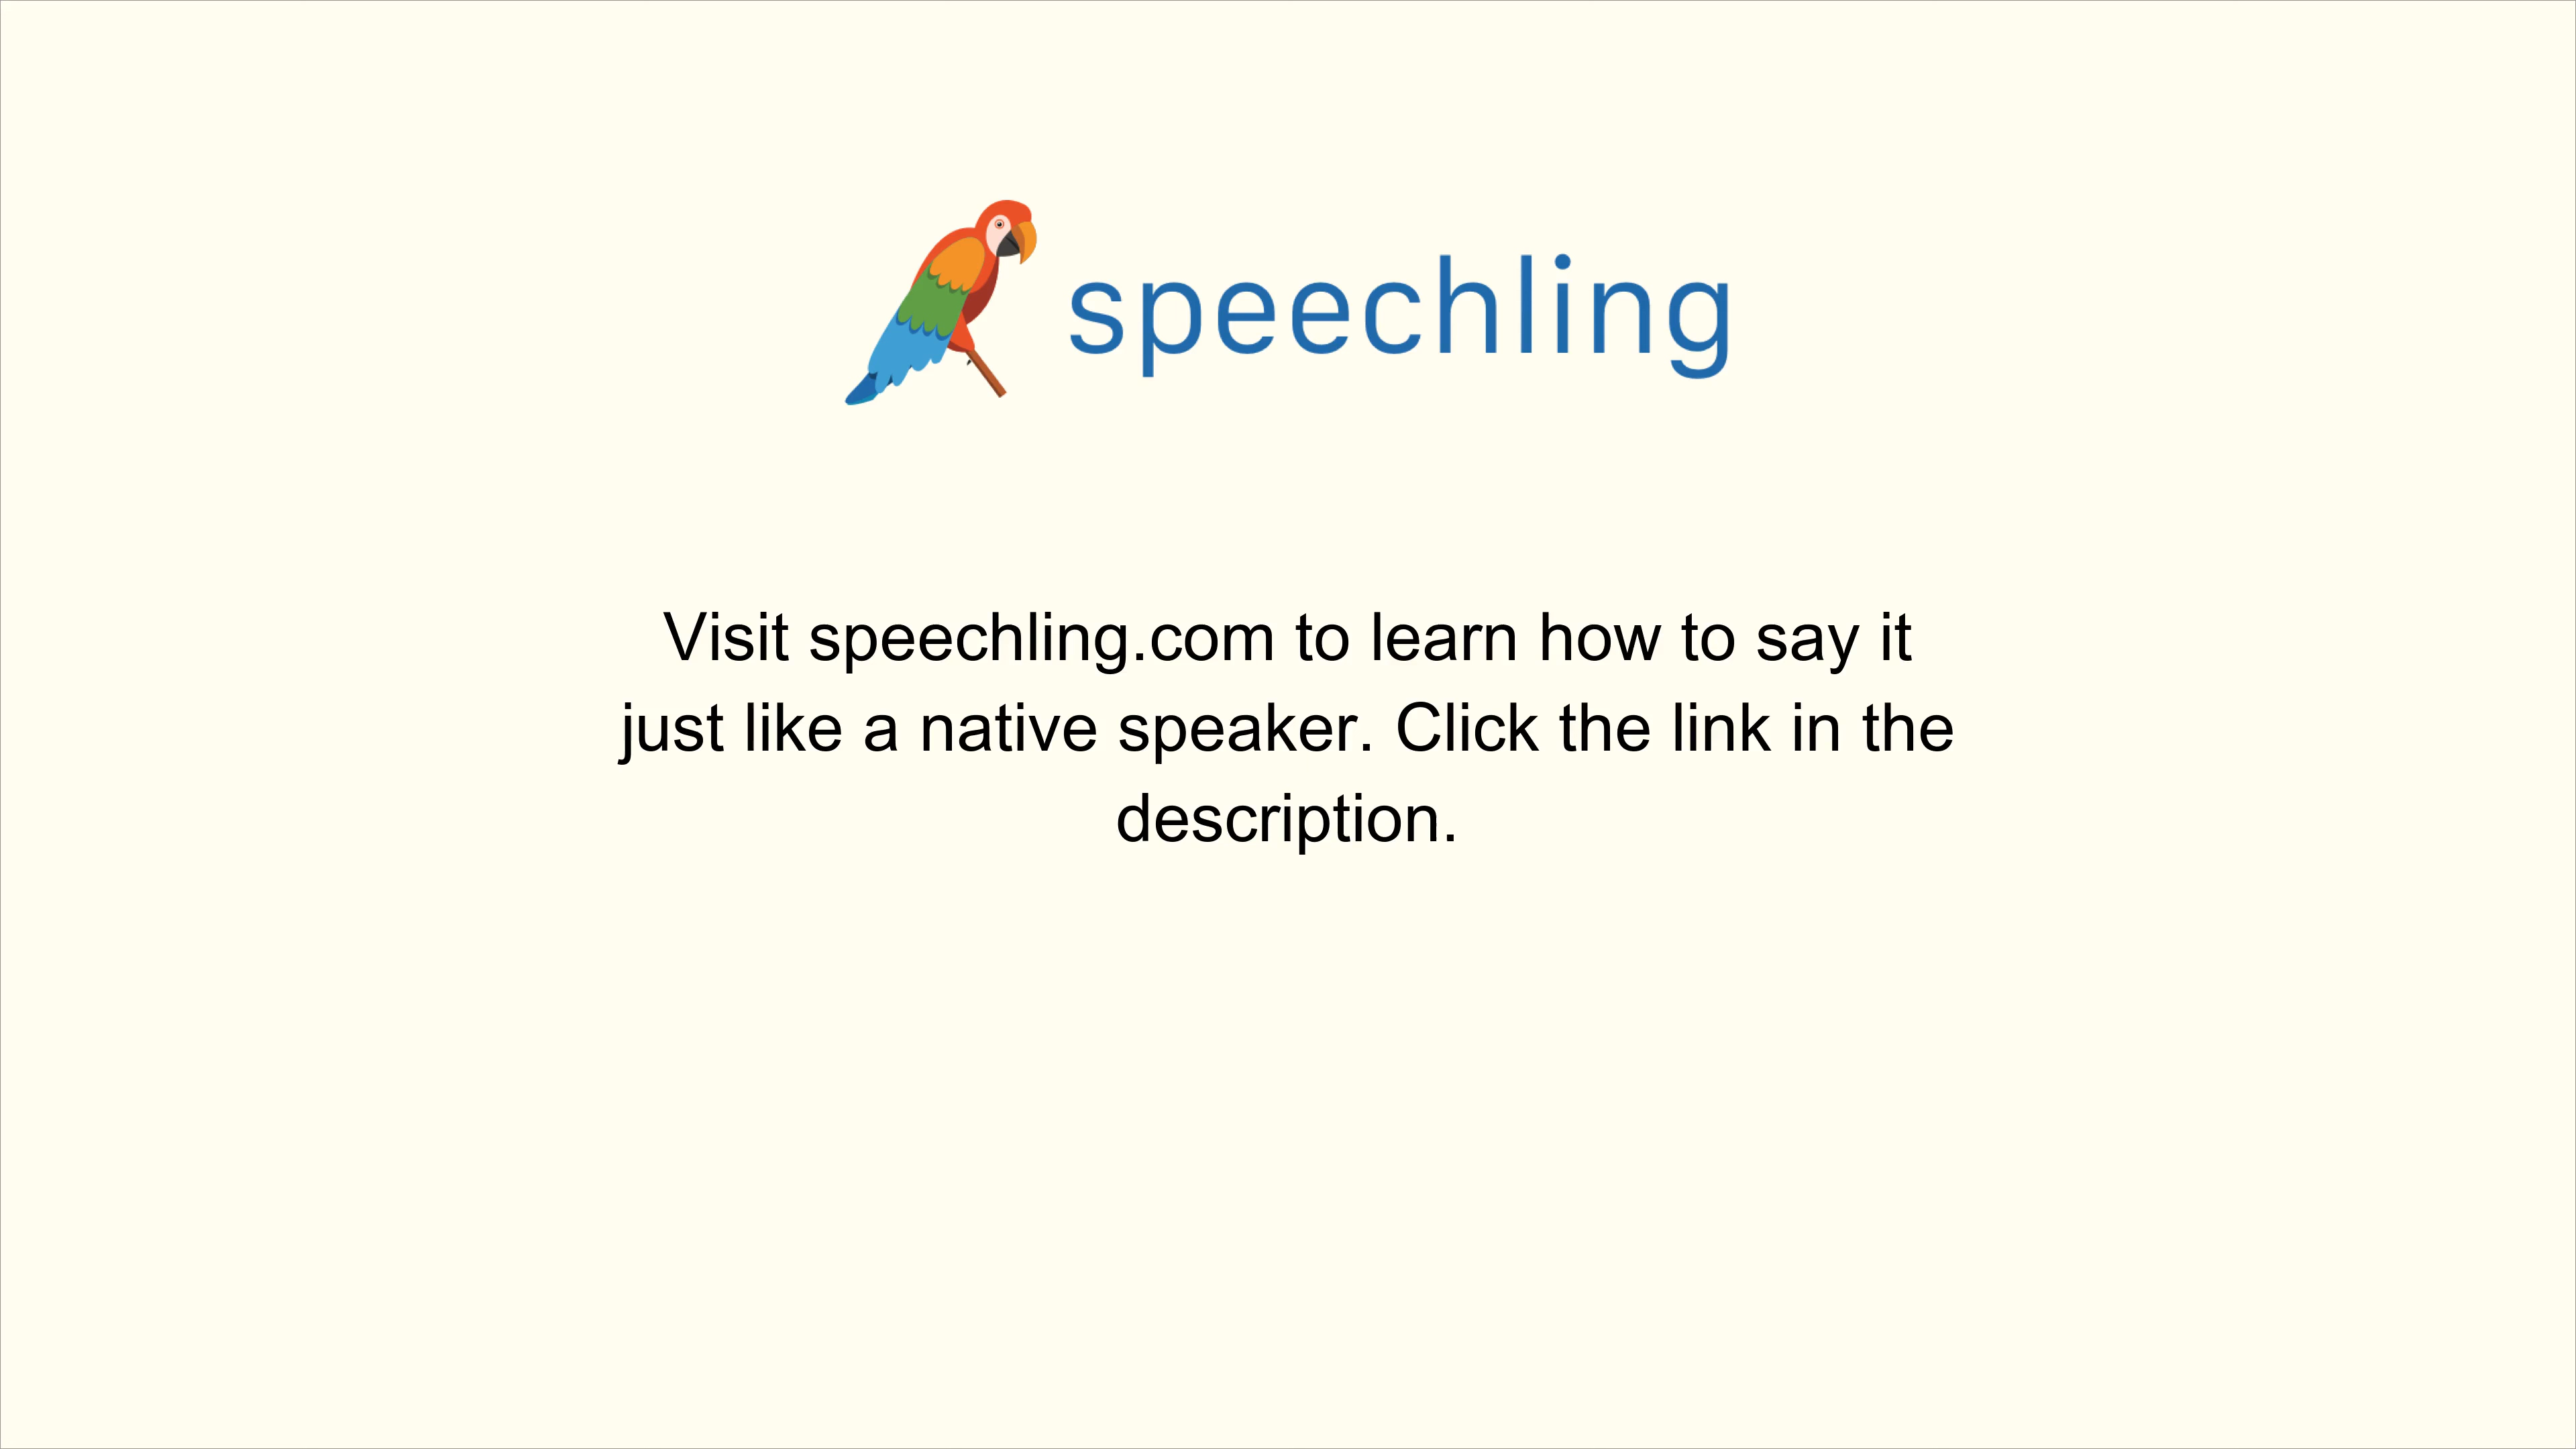 speechling
Visit speechling.com to learn how to say it
just like a native speaker. Click the link in the
description.